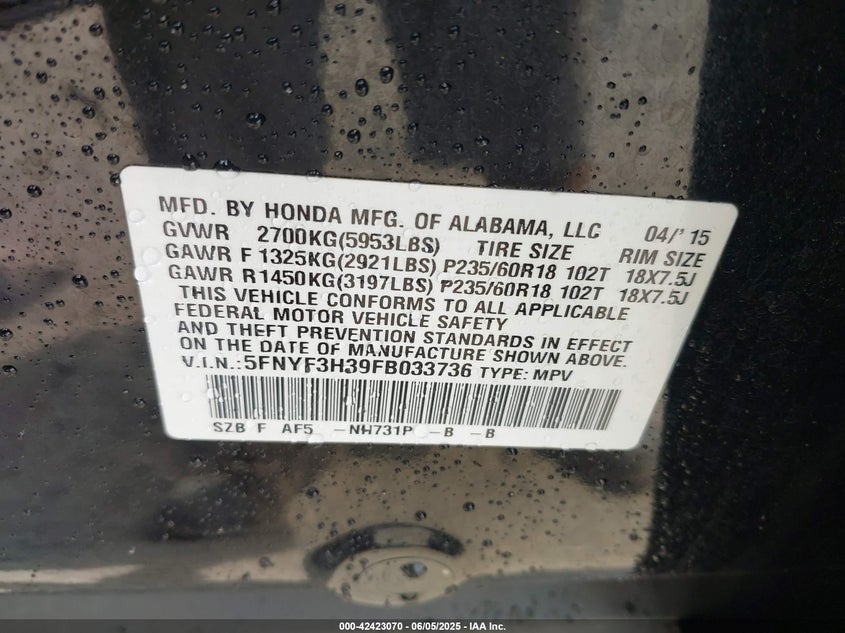 MFD. BY HONDA MFG. OF ALABAMA, LLC 04/'15
GVWR 2700KG(5953LBS) TIRE SIZE RIM SIZE
GAWR F 1325KG(2921LBS) P235/60R18 102T 18X7.5J
GAWR R 1450KG(3197LBS) P235/60R18 102T 18X7.5J
THIS VEHICLE CONFORMS TO ALL APPLICABLE
FEDERAL MOTOR VEHICLE SAFETY
AND THEFT PREVENTION STANDARDS IN EFFECT
ON THE DATE OF MANUFACTURE SHOWN ABOVE.
V.I.N.:5FNYF3H39FB033736 TYPE: MPV
SZB F AF5 -NH731P -B -B
000-42423070 - 06/05/2025 - IAA Inc.